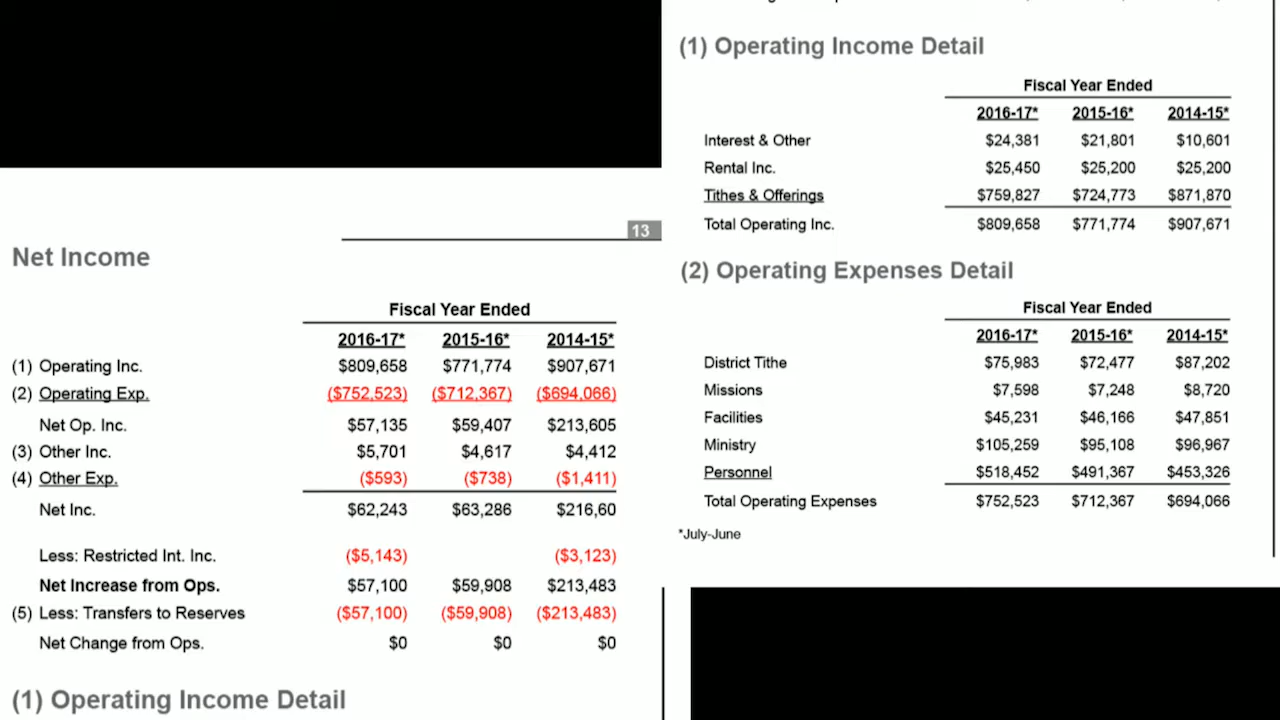 13
Net Income
Fiscal Year Ended
2016-17* 2015-16* 2014-15*
(1) Operating Inc. $809,658 $771,774 $907,671
(2) Operating Exp. ($752,523) ($712,367) ($694,066)
Net Op. Inc. $57,135 $59,407 $213,605
(3) Other Inc. $5,701 $4,617 $4,412
(4) Other Exp. ($593) ($738) ($1,411)
Net Inc. $62,243 $63,286 $216,60
Less: Restricted Int. Inc. ($5,143) ($3,123)
Net Increase from Ops. $57,100 $59,908 $213,483
(5) Less: Transfers to Reserves ($57,100) ($59,908) ($213,483)
Net Change from Ops. $0 $0 $0
(1) Operating Income Detail
(1) Operating Income Detail
Fiscal Year Ended
2016-17* 2015-16* 2014-15*
Interest & Other $24,381 $21,801 $10,601
Rental Inc. $25,450 $25,200 $25,200
Tithes & Offerings $759,827 $724,773 $871,870
Total Operating Inc. $809,658 $771,774 $907,671
(2) Operating Expenses Detail
Fiscal Year Ended
2016-17* 2015-16* 2014-15*
District Tithe $75,983 $72,477 $87,202
Missions $7,598 $7,248 $8,720
Facilities $45,231 $46,166 $47,851
Ministry $105,259 $95,108 $96,967
Personnel $518,452 $491,367 $453,326
Total Operating Expenses $752,523 $712,367 $694,066
*July-June